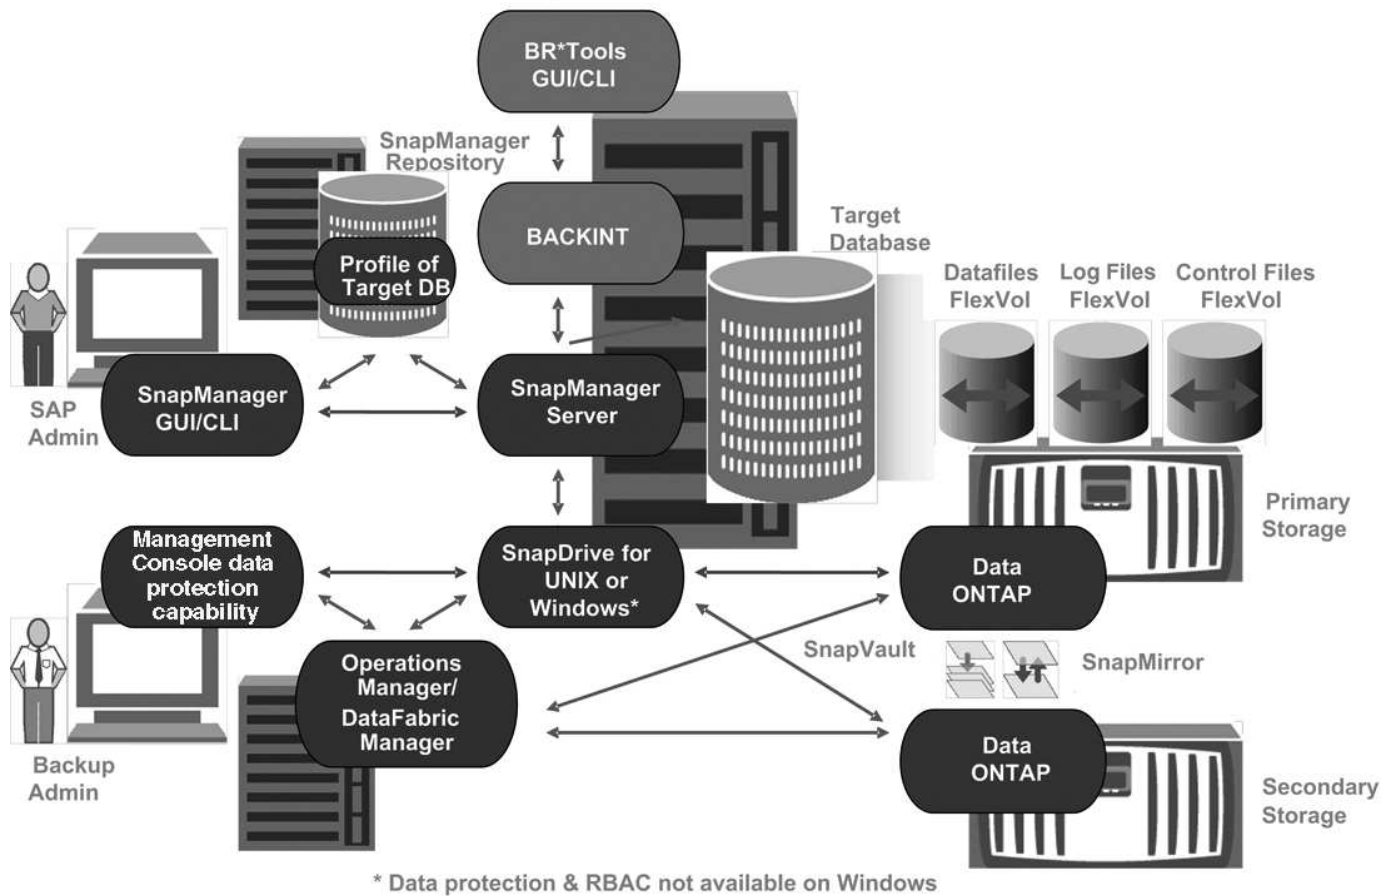 BR*Tools
GUI/CLI
SnapManager
Repository
BACKINT
Target
Database
Profile of
Target DB
Datafiles
FlexVol
Log Files
FlexVol
Control Files
FlexVol
SAP
Admin
SnapManager
GUI/CLI
SnapManager
Server
Primary
Storage
Management
Console data
protection
capability
SnapDrive for
UNIX or
Windows*
Data
ONTAP
SnapVault
SnapMirror
Operations
Manager/
DataFabric
Manager
Backup
Admin
Data
ONTAP
Secondary
Storage
* Data protection & RBAC not available on Windows